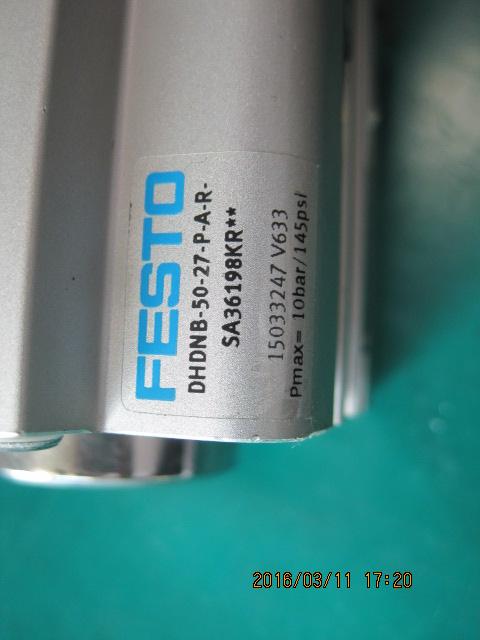 FESTO
DHDNB-50-27-P-A-R-
SA36198KR**
15033247 V633
Pmax= 10bar/145psi
2016/03/11 17:20